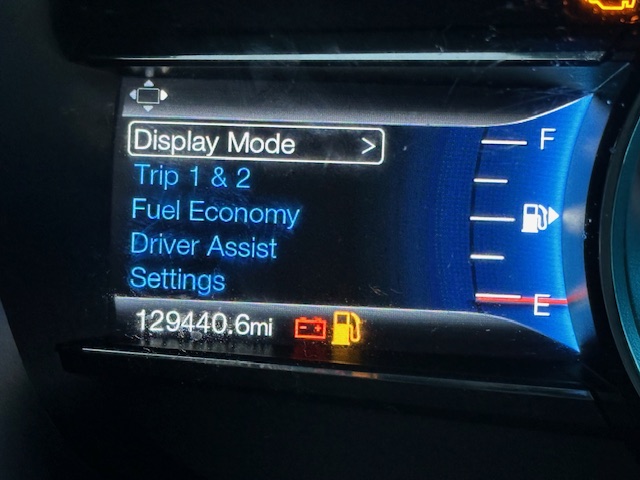 Display Mode >
Trip 1 & 2
Fuel Economy
Driver Assist
Settings
129440.6mi
F
E